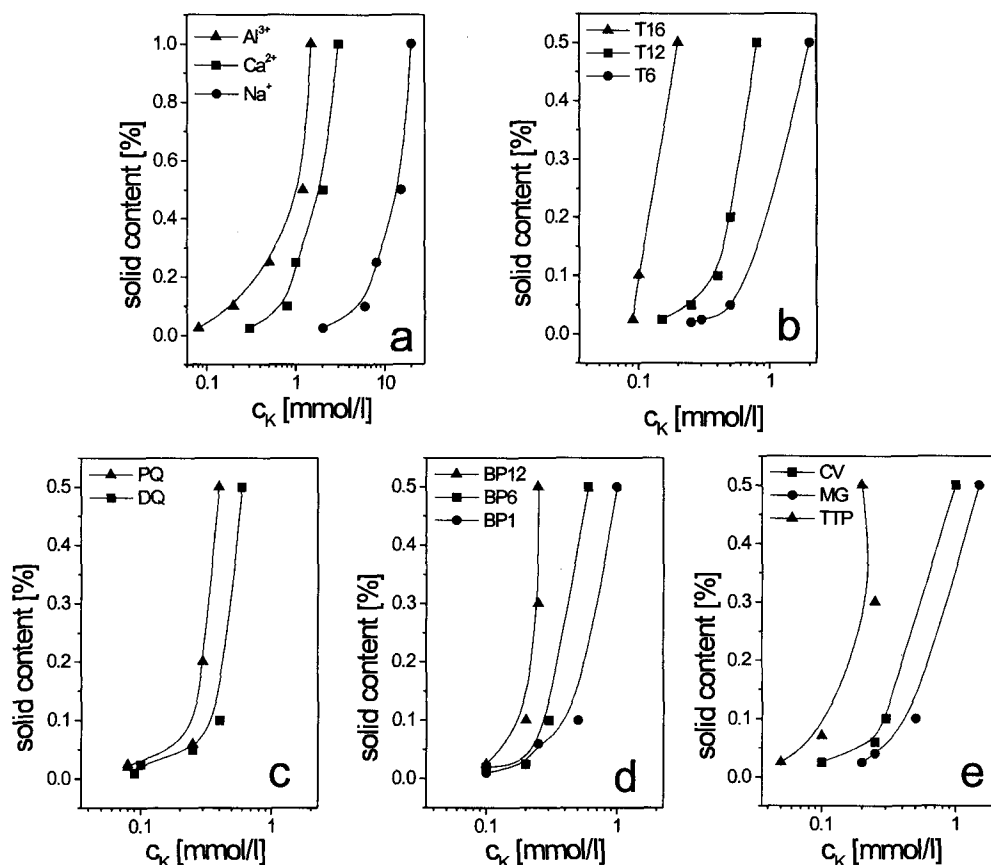 Al³⁺
Ca²⁺
Na⁺
1.0
0.8
0.6
0.4
0.2
0.0
solid content [%]
0.1 1 10
c_K [mmol/l]
a
T16
T12
T6
0.5
0.4
0.3
0.2
0.1
0.0
solid content [%]
0.1 1
c_K [mmol/l]
b
PQ
DQ
0.5
0.4
0.3
0.2
0.1
0.0
solid content [%]
0.1 1
c_K [mmol/l]
c
BP12
BP6
BP1
0.5
0.4
0.3
0.2
0.1
0.0
solid content [%]
0.1 1
c_K [mmol/l]
d
CV
MG
TTP
0.5
0.4
0.3
0.2
0.1
0.0
solid content [%]
0.1 1
c_K [mmol/l]
e